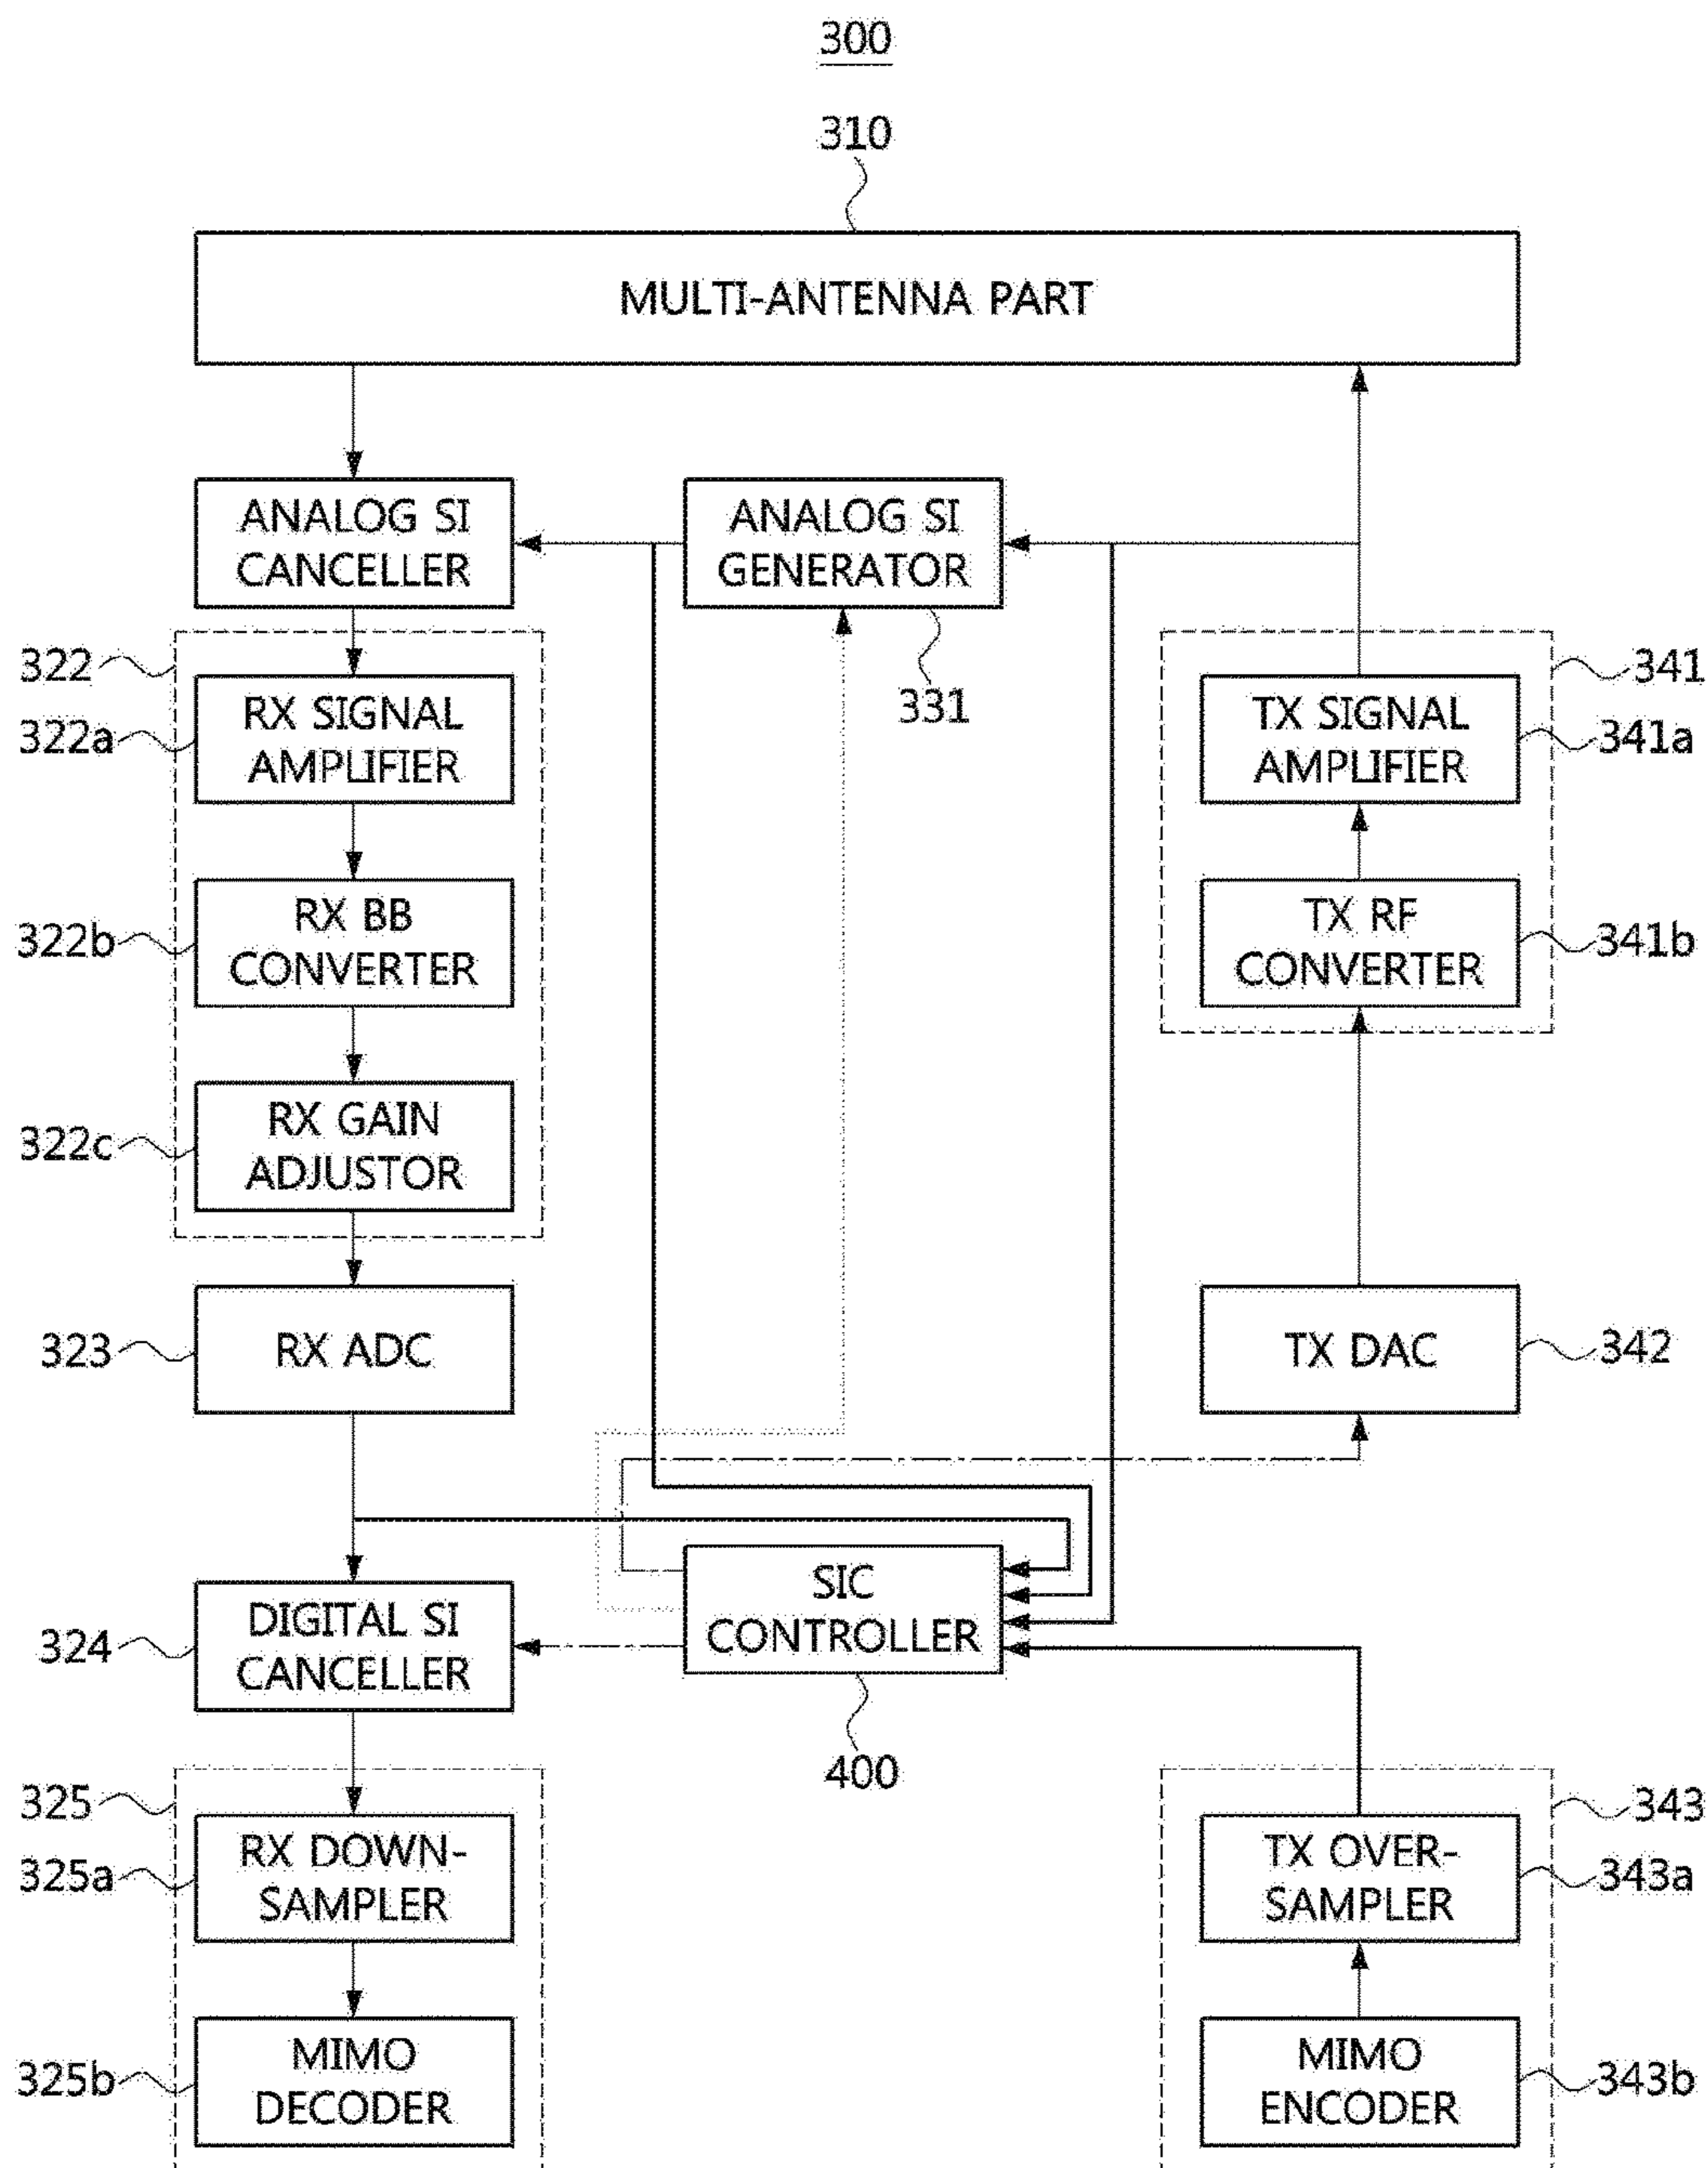 300
310
MULTI-ANTENNA PART
ANALOG SI
CANCELLER
ANALOG SI
GENERATOR
331
322
322a
RX SIGNAL
AMPLIFIER
341
TX SIGNAL
AMPLIFIER
341a
322b
RX BB
CONVERTER
TX RF
CONVERTER
341b
322c
RX GAIN
ADJUSTOR
323
RX ADC
TX DAC
342
324
DIGITAL SI
CANCELLER
SIC
CONTROLLER
400
325
325a
RX DOWN-
SAMPLER
343
TX OVER-
SAMPLER
343a
325b
MIMO
DECODER
MIMO
ENCODER
343b